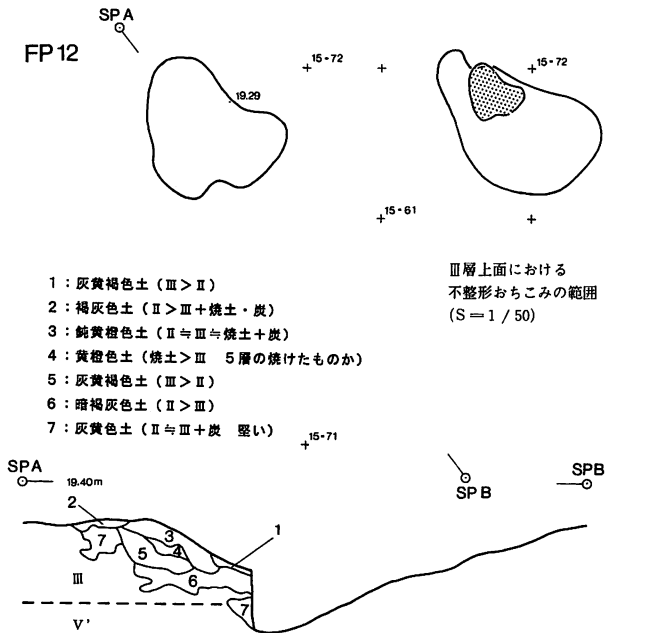 SPA
FP12
15-72
15-72
19.29
15-61
1：灰黄褐色土（Ⅲ＞Ⅱ）
2：褐灰色土（Ⅱ＞Ⅲ＋焼土・炭）
3：鈍黄橙色土（Ⅱ≒Ⅲ≒焼土＋炭）
4：黄橙色土（焼土＞Ⅲ　5層の焼けたものか）
5：灰黄褐色土（Ⅲ＞Ⅱ）
6：暗褐灰色土（Ⅱ＞Ⅲ）
7：灰黄色土（Ⅱ≒Ⅲ＋炭　堅い）
Ⅲ層上面における
不整形おちこみの範囲
(S＝1/50)
15-71
SPA
19.40m
SPB
SPB
2
1
3
7
5
4
6
Ⅲ
7
Ⅴ'